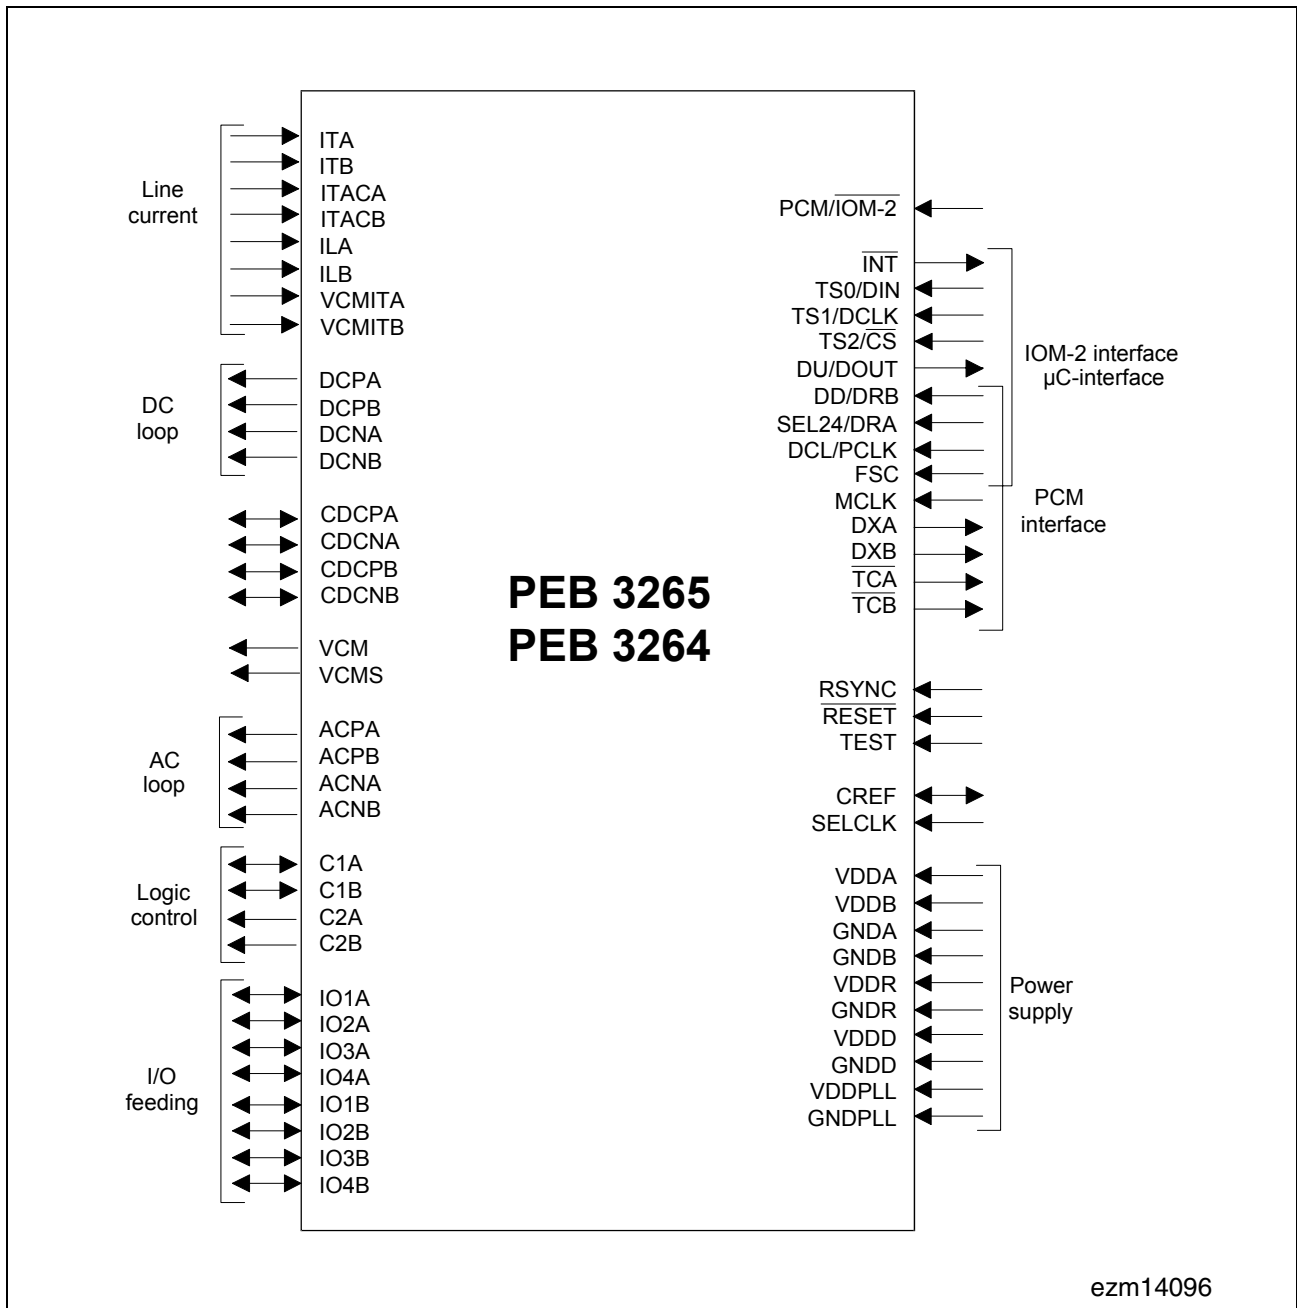 Line
current
ITA
ITB
ITACA
ITACB
ILA
ILB
VCMITA
VCMITB
DC
loop
DCPA
DCPB
DCNA
DCNB
CDCPA
CDCNA
CDCPB
CDCNB
VCM
VCMS
AC
loop
ACPA
ACPB
ACNA
ACNB
Logic
control
C1A
C1B
C2A
C2B
I/O
feeding
IO1A
IO2A
IO3A
IO4A
IO1B
IO2B
IO3B
IO4B
PEB 3265
PEB 3264
PCM/IOM-2
INT
TS0/DIN
TS1/DCLK
TS2/CS
DU/DOUT
DD/DRB
SEL24/DRA
DCL/PCLK
FSC
MCLK
DXA
DXB
TCA
TCB
IOM-2 interface
µC-interface
PCM
interface
RSYNC
RESET
TEST
CREF
SELCLK
VDDA
VDDB
GNDA
GNDB
VDDR
GNDR
VDDD
GNDD
VDDPLL
GNDPLL
Power
supply
ezm14096